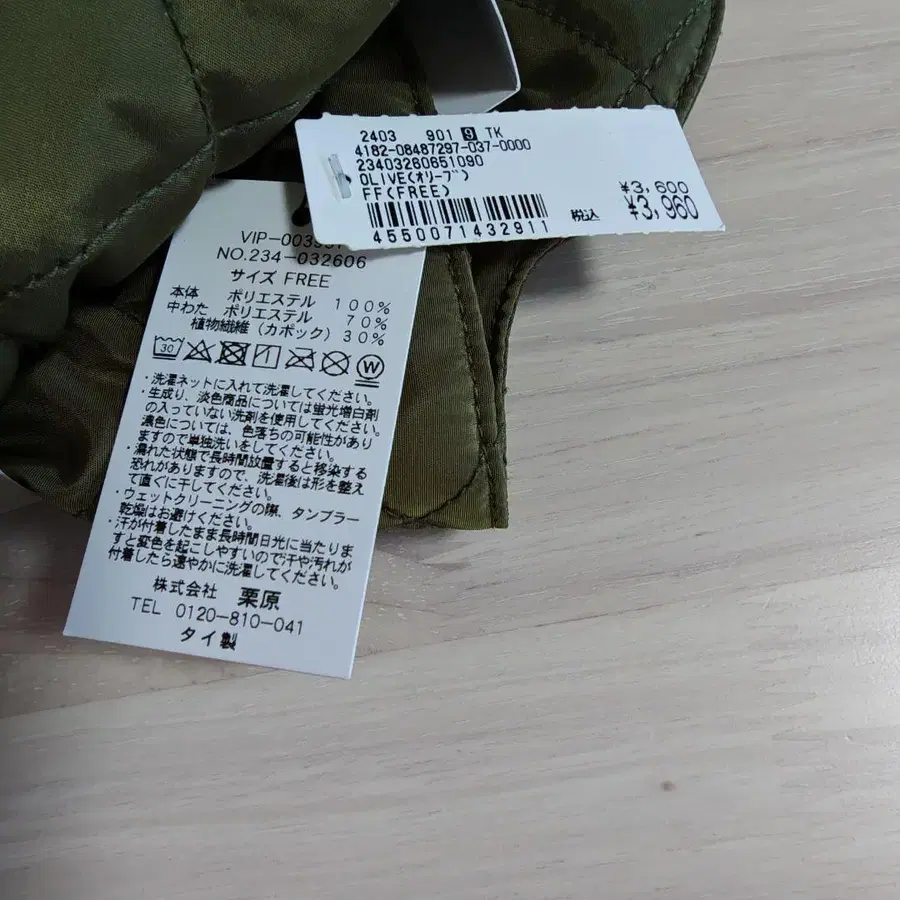 2403 901 9 TK
4182-08487297-037-0000
23403260651090
OLIVE(ｵﾘｰﾌﾞ)
FF(FREE)
¥3,600
税込 ¥3,960
4550071432911
NO.234-032606
サイズ FREE
本体 ポリエステル 100%
中わた ポリエステル 70%
植物繊維（カポック）30%
30
W
・洗濯ネットに入れて洗濯してください。
・生成り、淡色商品については蛍光増白剤
の入っていない洗剤を使用してください。
濃色については、色落ちの可能性があり
ますので単独洗いをしてください。
・濡れた状態で長時間放置すると移染する
恐れがありますので、洗濯後は形を整え
て直ぐに干してください。
・ウェットクリーニングの際、タンブラー
乾燥はお避けください。
・汗が付着したまま長時間日光に当たりま
すと変色を起こしやすいので汗や汚れが
付着したら速やかに洗濯してください。
株式会社 栗原
TEL 0120-810-041
タイ製